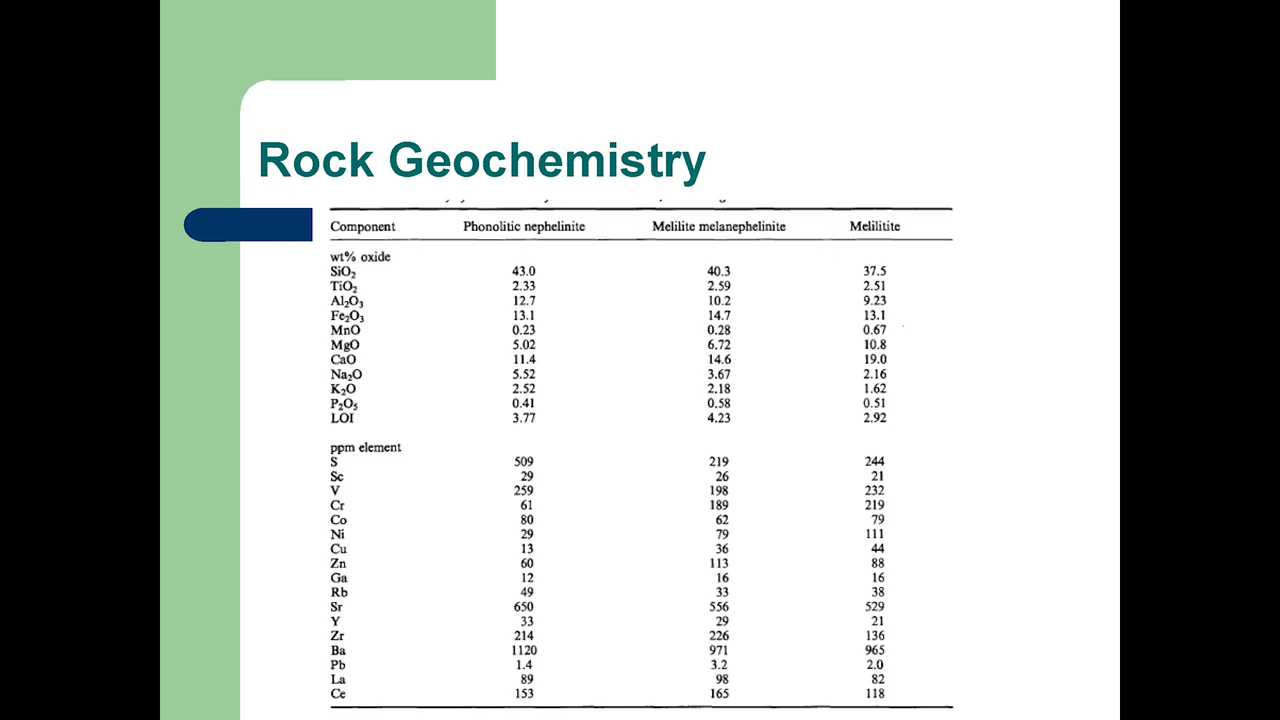 Rock Geochemistry
Component Phonolitic nephelinite Melilite melanephelinite Melilitite
wt% oxide
SiO₂ 43.0 40.3 37.5
TiO₂ 2.33 2.59 2.51
Al₂O₃ 12.7 10.2 9.23
Fe₂O₃ 13.1 14.7 13.1
MnO 0.23 0.28 0.67
MgO 5.02 6.72 10.8
CaO 11.4 14.6 19.0
Na₂O 5.52 3.67 2.16
K₂O 2.52 2.18 1.62
P₂O₅ 0.41 0.58 0.51
LOI 3.77 4.23 2.92
ppm element
S 509 219 244
Sc 29 26 21
V 259 198 232
Cr 61 189 219
Co 80 62 79
Ni 29 79 111
Cu 13 36 44
Zn 60 113 88
Ga 12 16 16
Rb 49 33 38
Sr 650 556 529
Y 33 29 21
Zr 214 226 136
Ba 1120 971 965
Pb 1.4 3.2 2.0
La 89 98 82
Ce 153 165 118